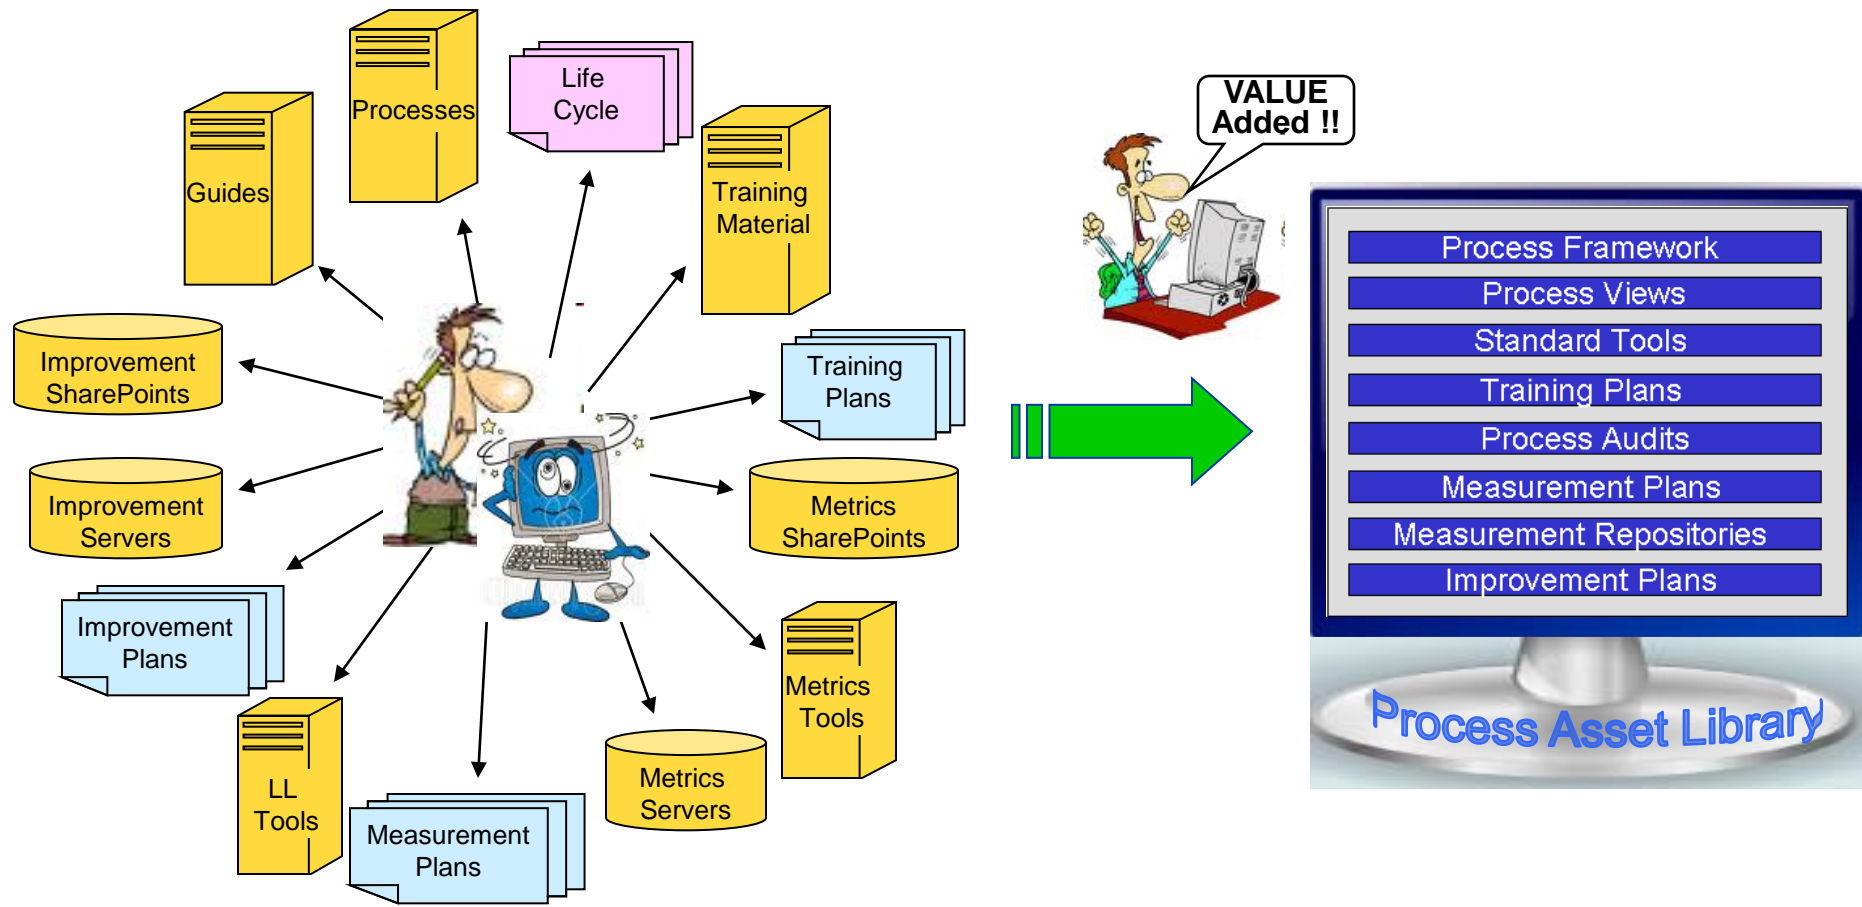 Processes
Life
Cycle
Guides
Training
Material
Improvement
SharePoints
Training
Plans
Improvement
Servers
Metrics
SharePoints
Improvement
Plans
Metrics
Tools
LL
Tools
Measurement
Plans
Metrics
Servers
VALUE
Added !!
Process Framework
Process Views
Standard Tools
Training Plans
Process Audits
Measurement Plans
Measurement Repositories
Improvement Plans
Process Asset Library